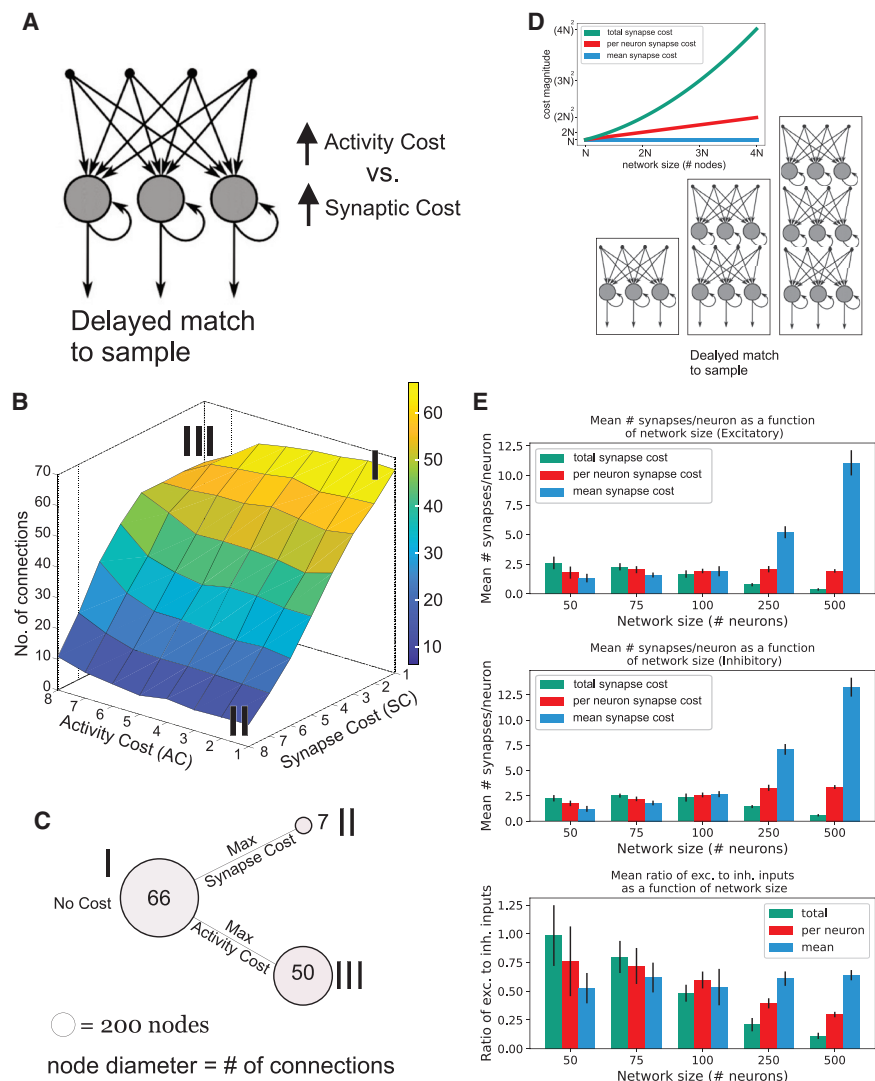 A
Activity Cost
vs.
Synaptic Cost
Delayed match
to sample
B
III
I
II
70
60
50
40
30
20
10
0
No. of connections
8
7
6
5
4
3
2
1
Activity Cost (AC)
8
7
6
5
4
3
2
1
Synapse Cost (SC)
60
50
40
30
20
10
C
I
No Cost
66
Max
Synapse Cost
7 II
Max
Activity Cost
50 III
= 200 nodes
node diameter = # of connections
D
(4N)²
(3N)²
(2N)²
2N
N
cost magnitude
total synapse cost
per neuron synapse cost
mean synapse cost
N 2N 3N 4N
network size (# nodes)
Dealyed match
to sample
E
Mean # synapses/neuron as a function
of network size (Excitatory)
12.5
10.0
7.5
5.0
2.5
0.0
Mean # synapses/neuron
total synapse cost
per neuron synapse cost
mean synapse cost
50 75 100 250 500
Network size (# neurons)
Mean # synapses/neuron as a function
of network size (Inhibitory)
12.5
10.0
7.5
5.0
2.5
0.0
Mean # synapses/neuron
total synapse cost
per neuron synapse cost
mean synapse cost
50 75 100 250 500
Network size (# neurons)
Mean ratio of exc. to inh. inputs
as a function of network size
1.25
1.00
0.75
0.50
0.25
0.00
Ratio of exc. to inh. inputs
total
per neuron
mean
50 75 100 250 500
Network size (# neurons)